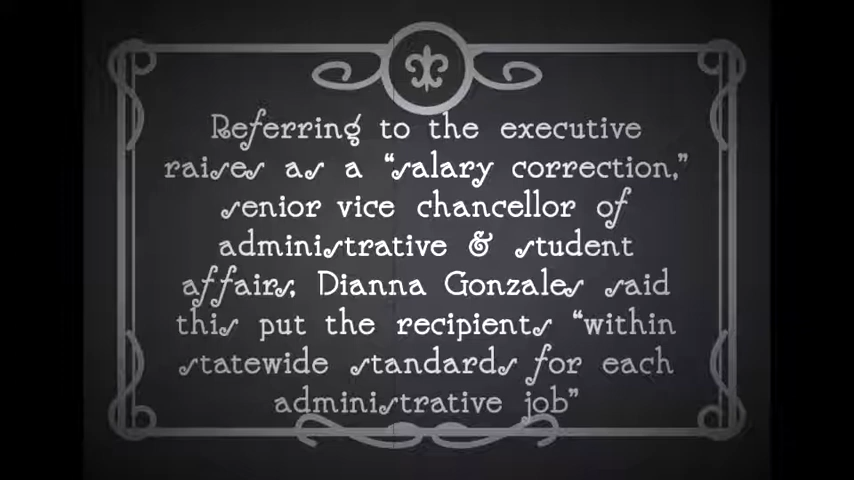 Referring to the executive
raises as a “salary correction,”
senior vice chancellor of
administrative & student
affairs, Dianna Gonzales said
this put the recipients “within
statewide standards for each
administrative job”